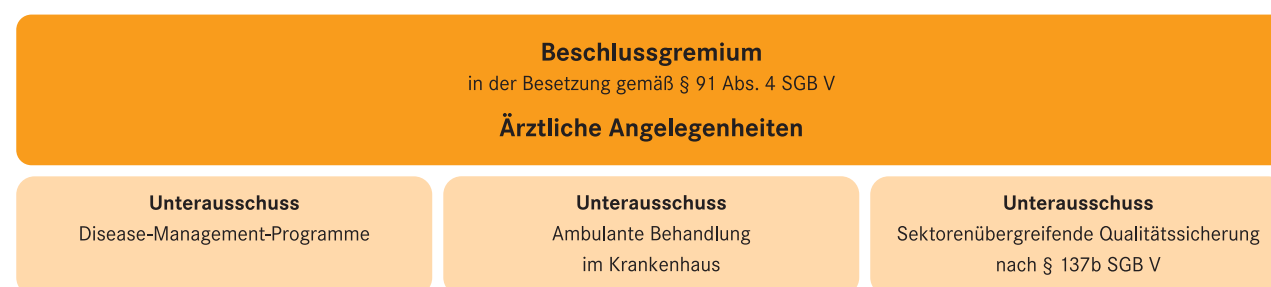 Beschlussgremium
in der Besetzung gemäß § 91 Abs. 4 SGB V
Ärztliche Angelegenheiten
Unterausschuss
Disease-Management-Programme
Unterausschuss
Ambulante Behandlung
im Krankenhaus
Unterausschuss
Sektorenübergreifende Qualitätssicherung
nach § 137b SGB V